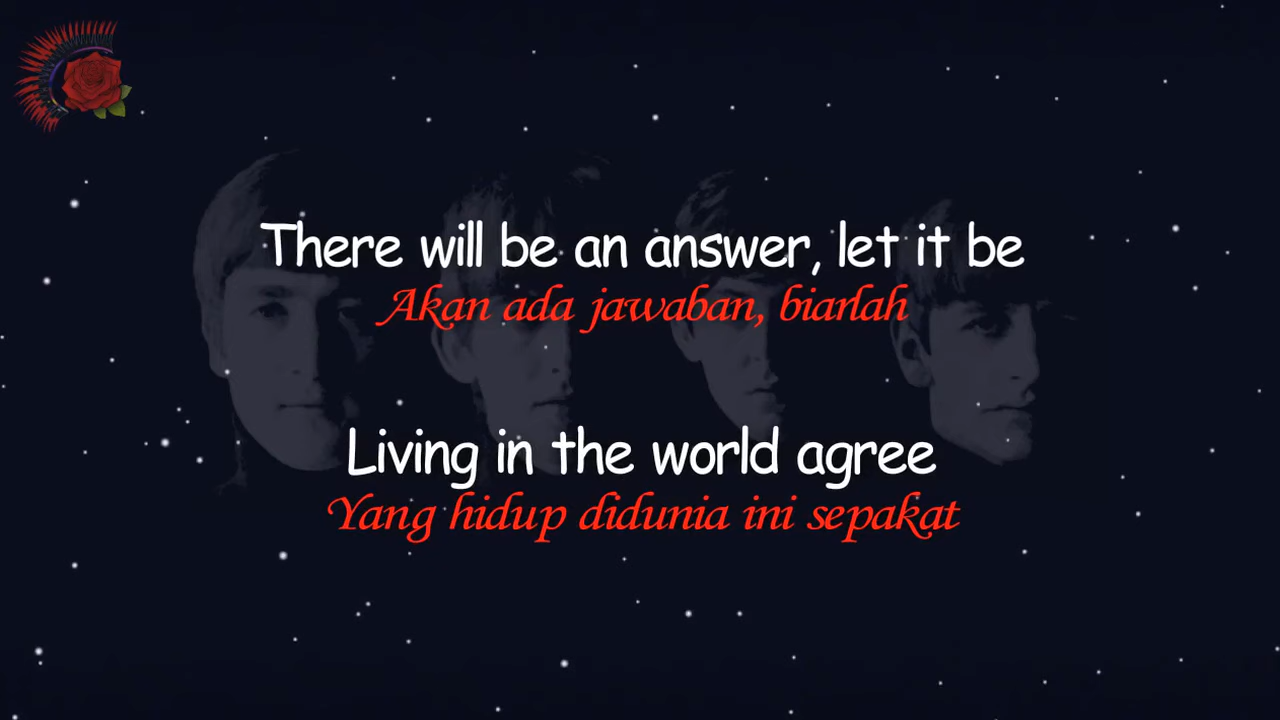 There will be an answer, let it be
Akan ada jawaban, biarlah
Living in the world agree
Yang hidup didunia ini sepakat